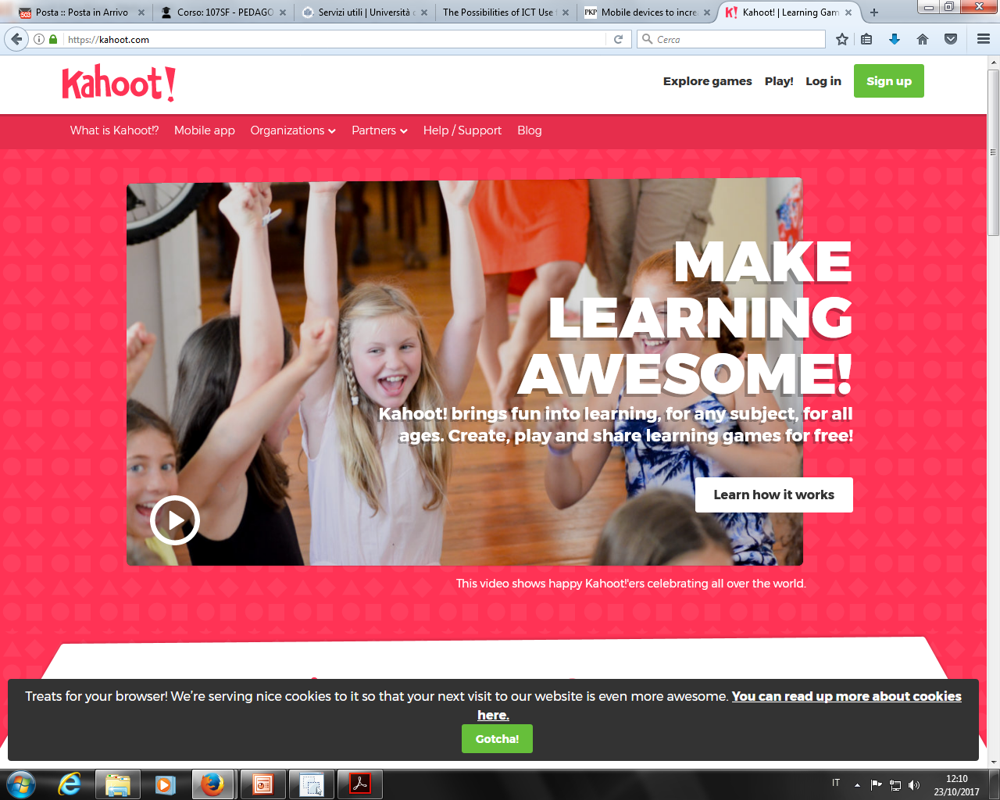 Posta :: Posta in Arrivo
Corso: 107SF - PEDAGO
Servizi utili | Università
The Possibilities of ICT Use
PKP Mobile devices to incre
K! Kahoot! | Learning Gam
https://kahoot.com
Cerca
Kahoot!
Explore games Play! Log in Sign up
What is Kahoot!? Mobile app Organizations Partners Help / Support Blog
MAKE
LEARNING
AWESOME!
Kahoot! brings fun into learning, for any subject, for all
ages. Create, play and share learning games for free!
Learn how it works
This video shows happy Kahoot!'ers celebrating all over the world.
Treats for your browser! We're serving nice cookies to it so that your next visit to our website is even more awesome. You can read up more about cookies
here.
Gotcha!
IT
12:10
23/10/2017